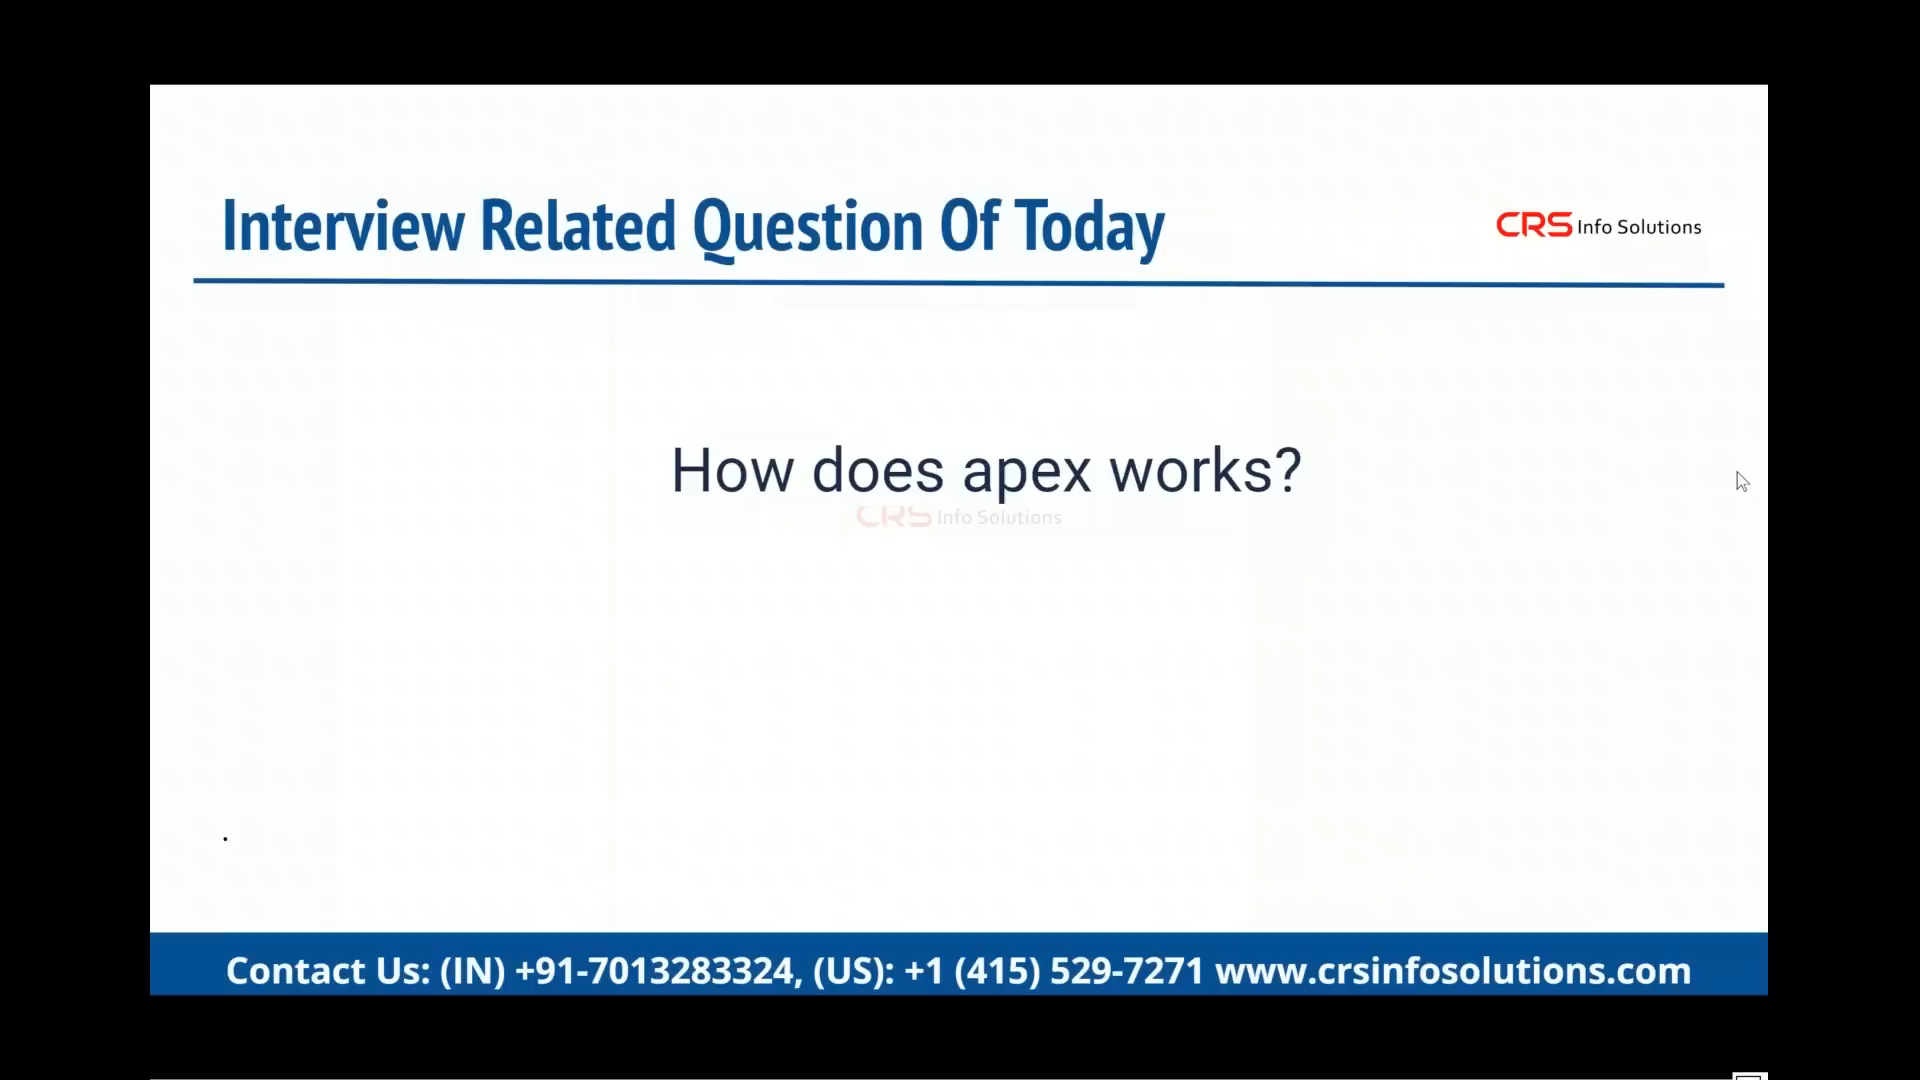 Interview Related Question Of Today
CRS Info Solutions
How does apex works?
CRS Info Solutions
.
Contact Us: (IN) +91-7013283324, (US): +1 (415) 529-7271 www.crsinfosolutions.com